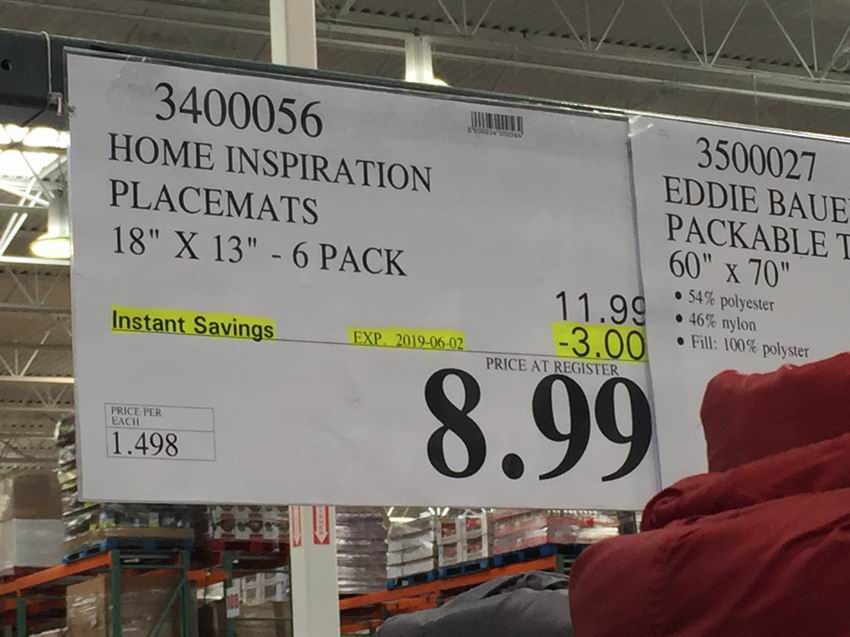 3400056
HOME INSPIRATION
PLACEMATS
18" X 13" - 6 PACK
11.99
Instant Savings EXP. 2019-06-02 -3.00
PRICE AT REGISTER
8.99
PRICE PER
EACH
1.498
3500027
EDDIE BAUE
PACKABLE T
60" x 70"
• 54% polyester
• 46% nylon
• Fill: 100% polyster